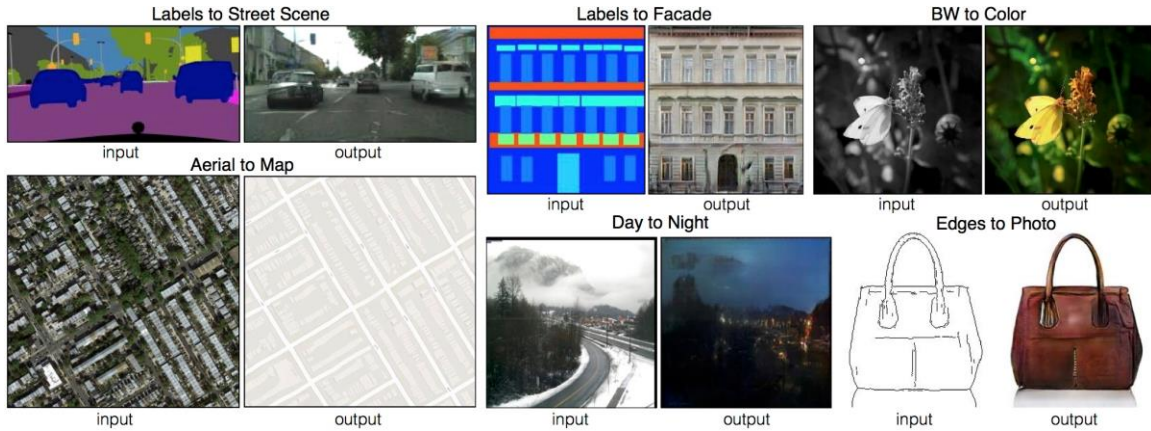 Labels to Street Scene
input
output
Aerial to Map
input
output
Labels to Facade
input
output
BW to Color
input
output
Day to Night
input
output
Edges to Photo
input
output